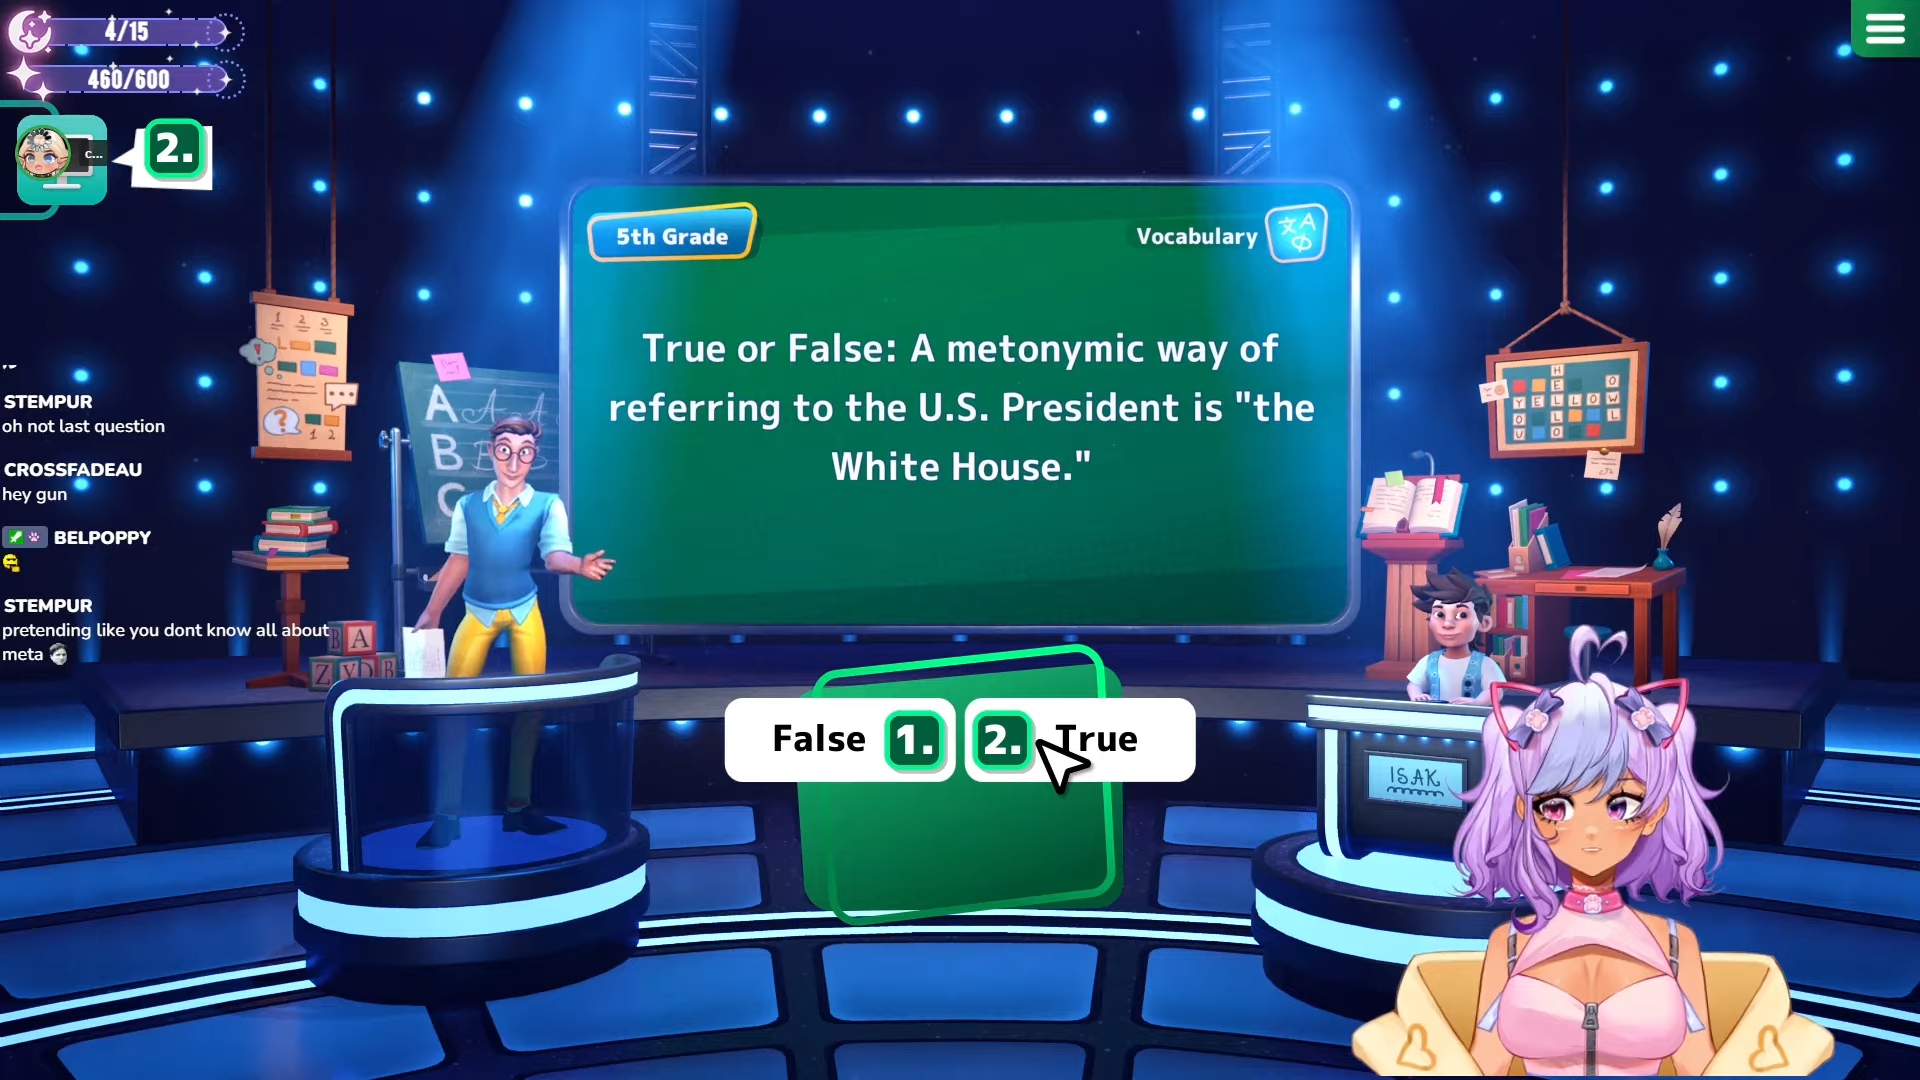 4/15
460/600
c...
2.
5th Grade
Vocabulary
True or False: A metonymic way of
referring to the U.S. President is "the
White House."
STEMPUR
oh not last question
CROSSFADEAU
hey gun
BELPOPPY
STEMPUR
pretending like you dont know all about
meta
False 1.
2. True
ISAK
A
B
C